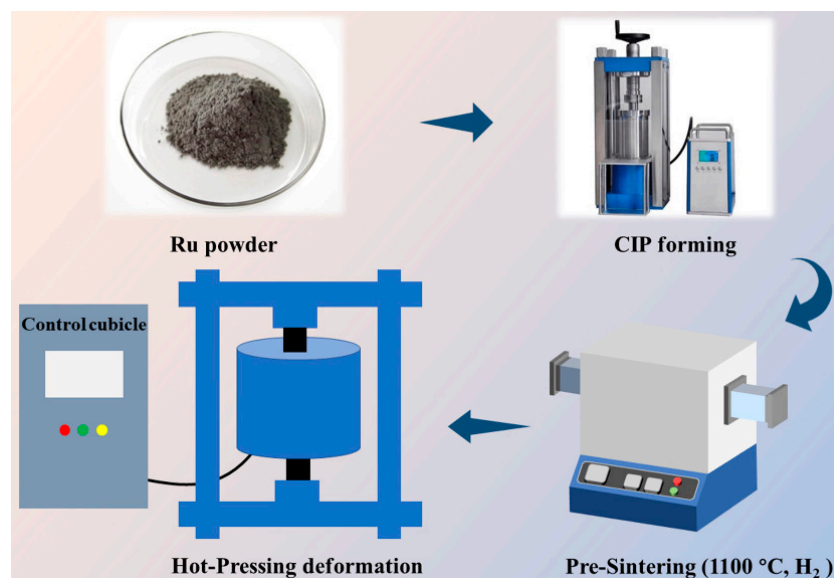 Ru powder
CIP forming
Control cubicle
Hot-Pressing deformation
Pre-Sintering (1100 °C, H₂ )